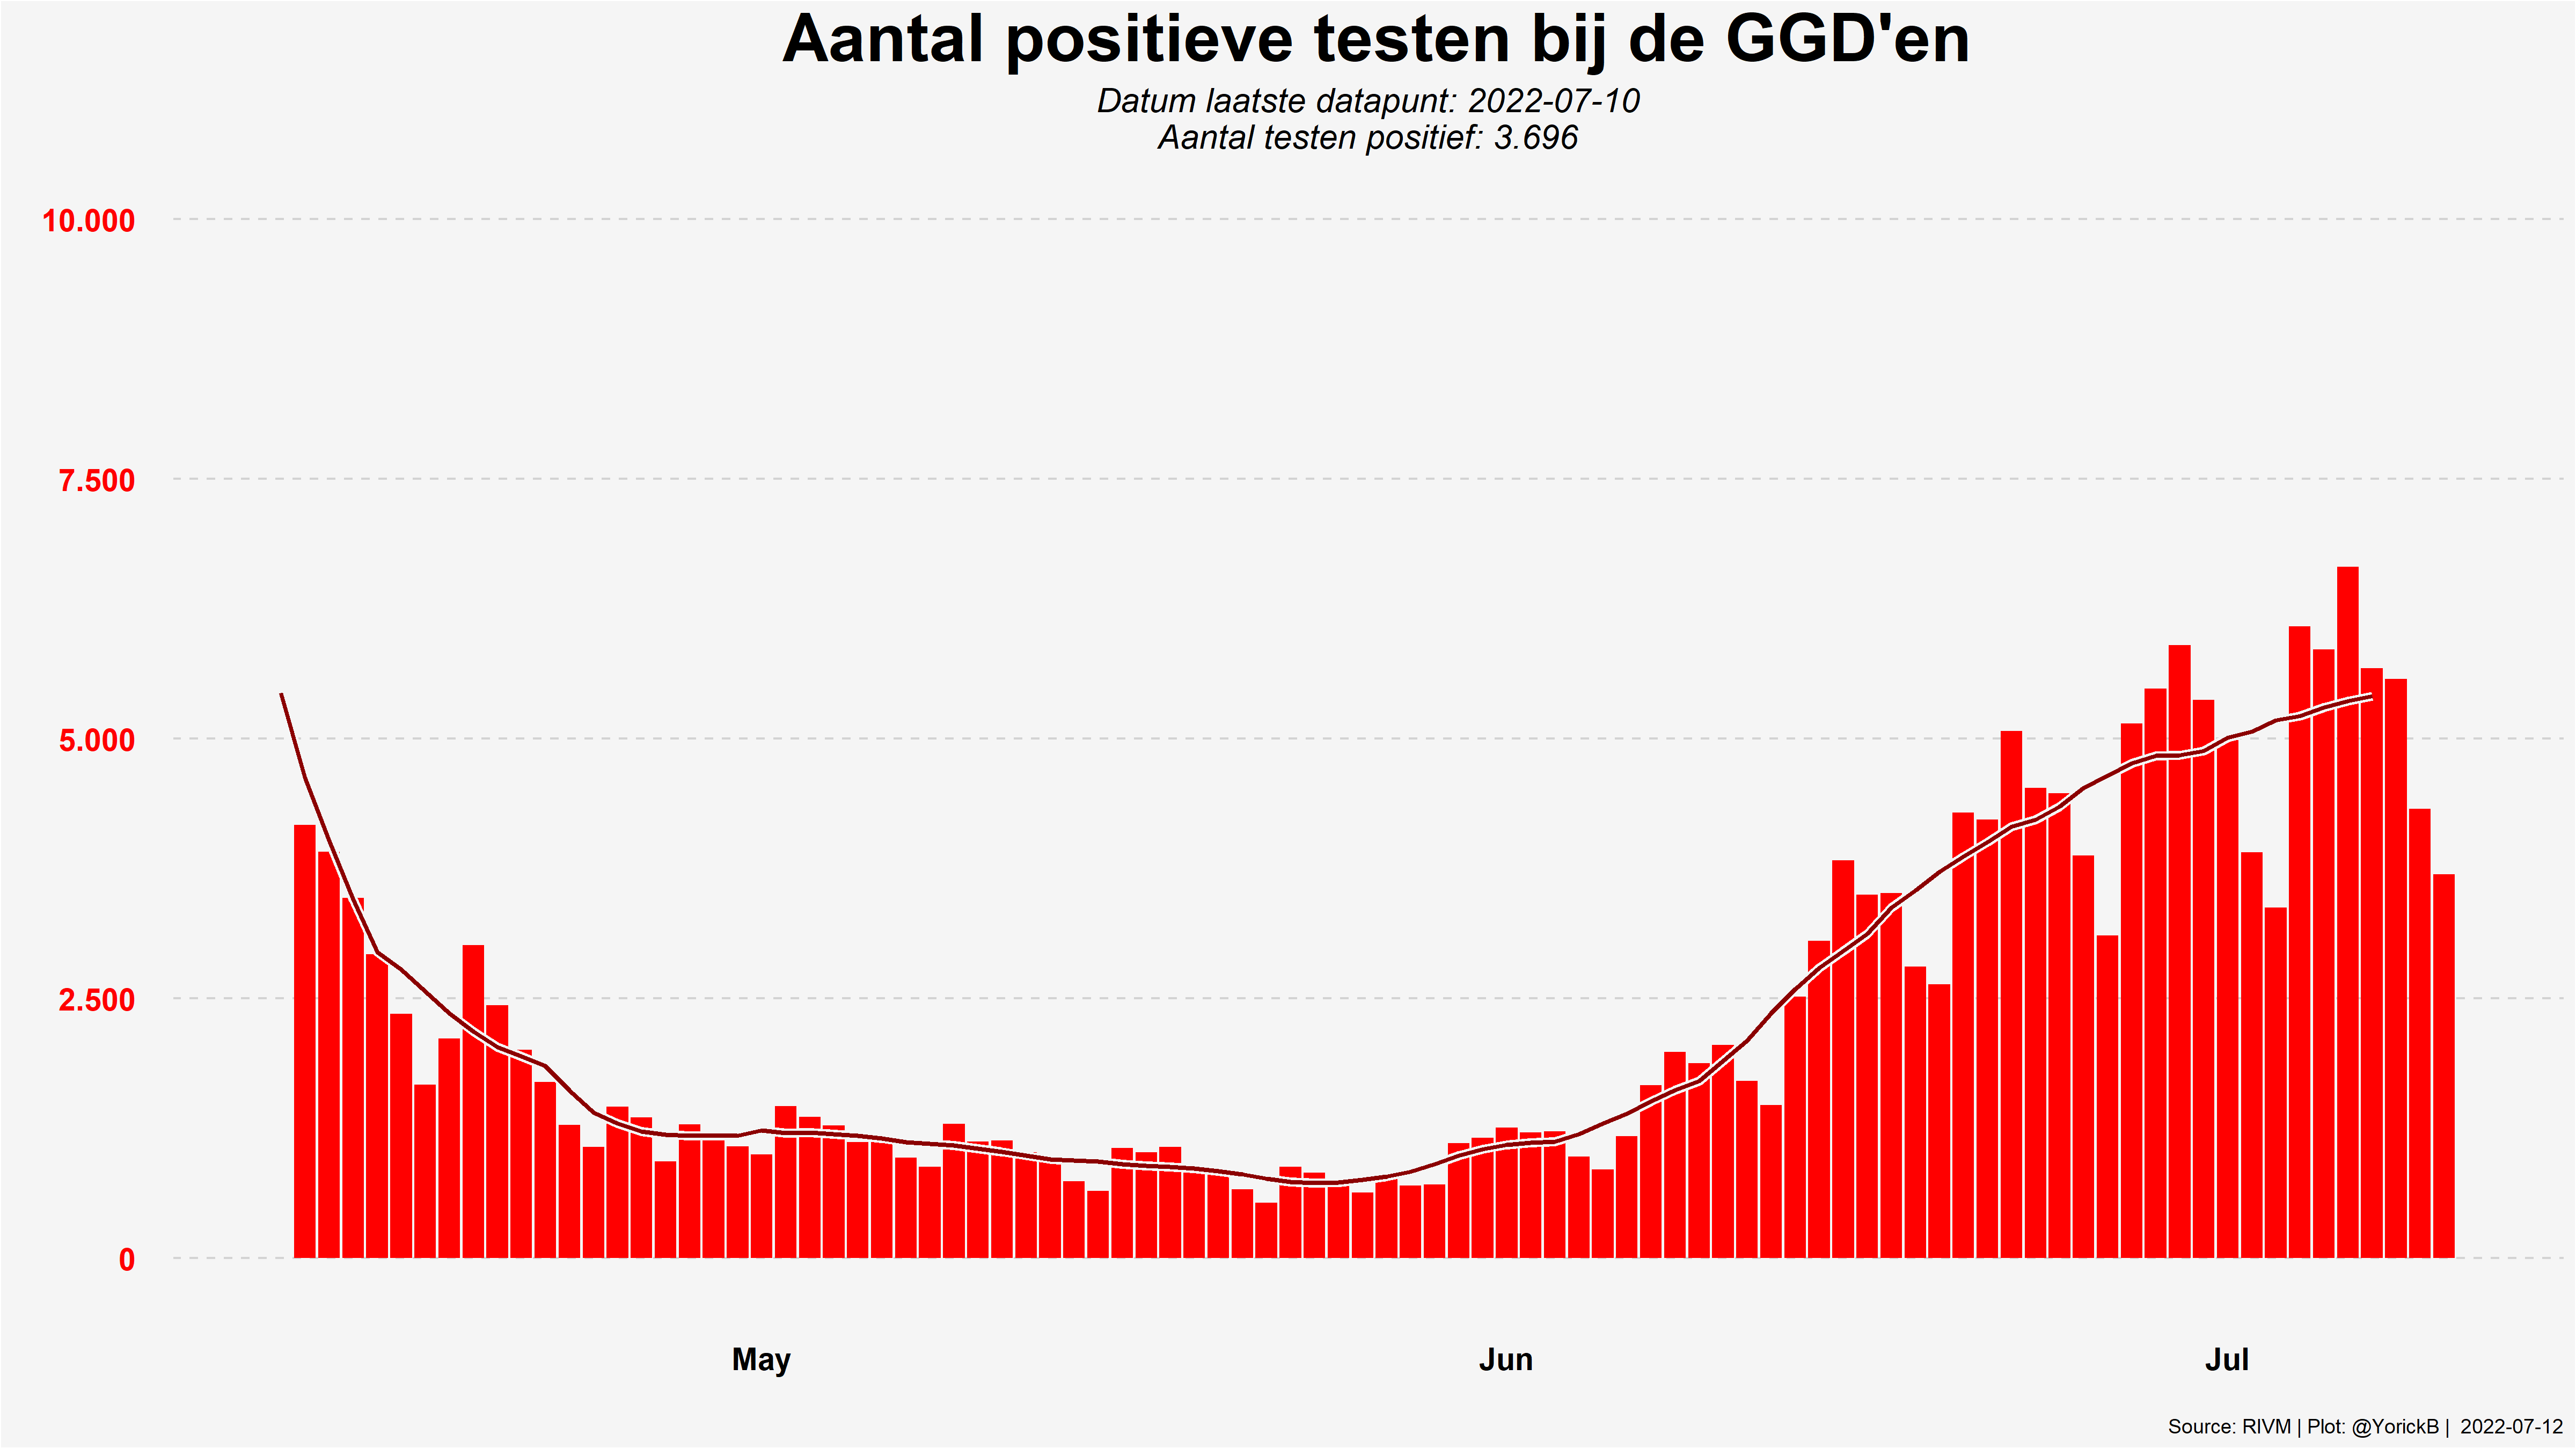 Aantal positieve testen bij de GGD'en
Datum laatste datapunt: 2022-07-10
Aantal testen positief: 3.696
10.000
7.500
5.000
2.500
0
May Jun Jul
Source: RIVM | Plot: @YorickB | 2022-07-12